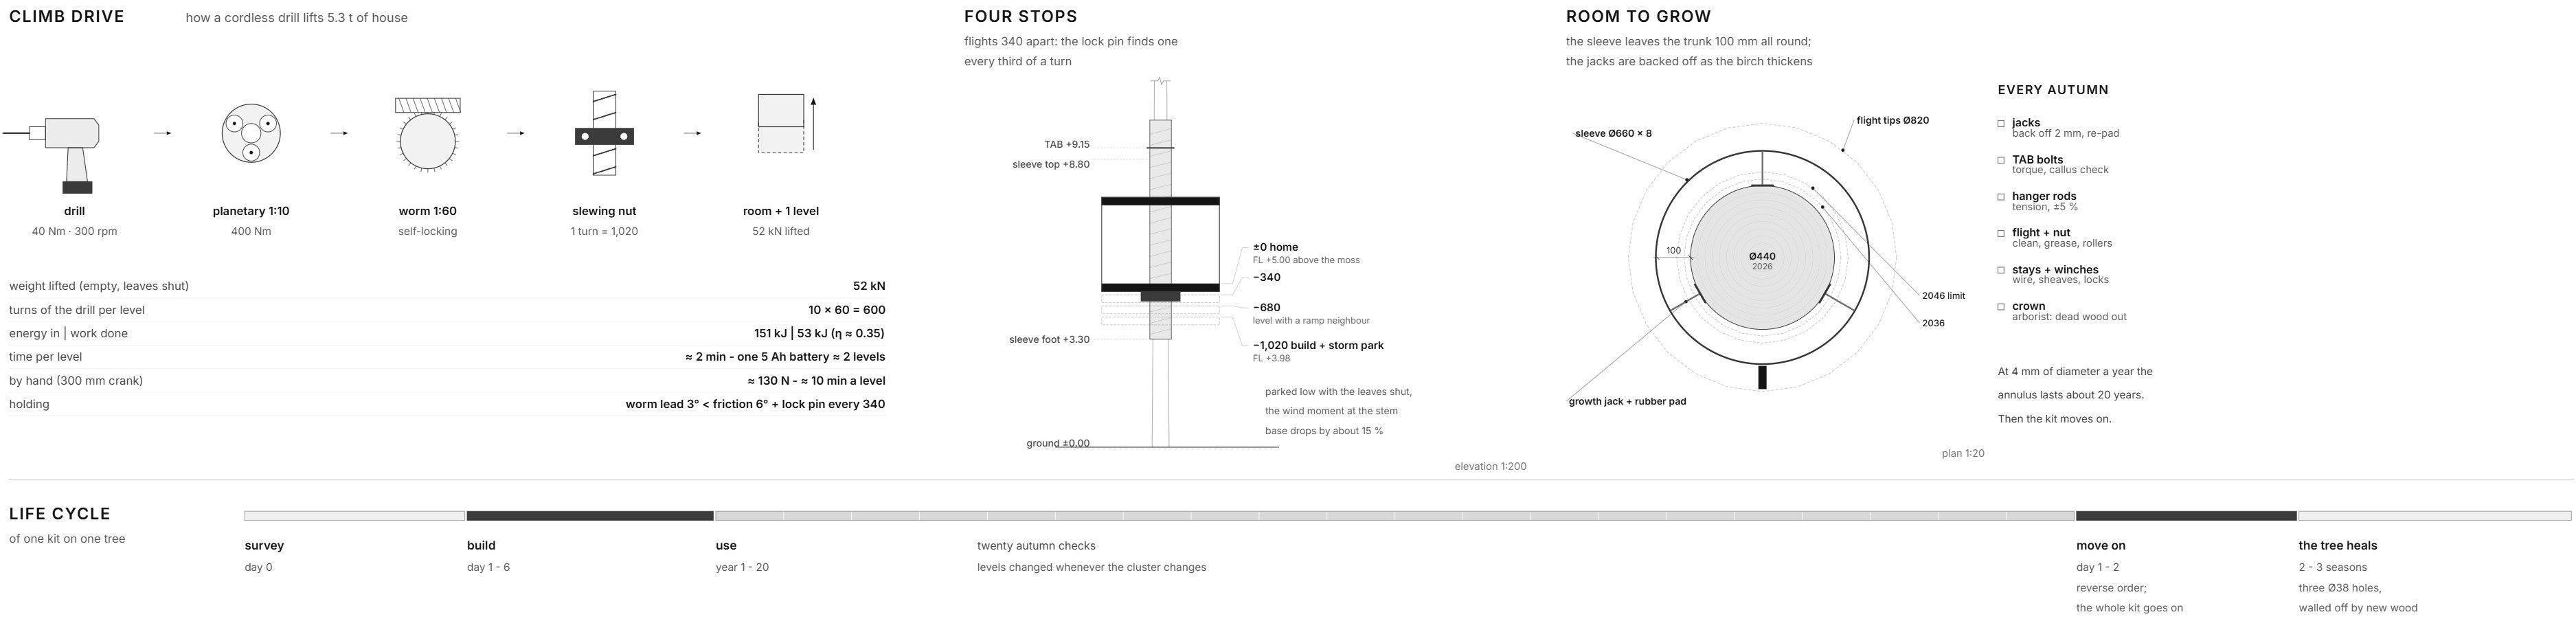 CLIMB DRIVE
how a cordless drill lifts 5.3 t of house
drill
40 Nm · 300 rpm
planetary 1:10
400 Nm
worm 1:60
self-locking
slewing nut
1 turn = 1,020
room + 1 level
52 kN lifted
weight lifted (empty, leaves shut)
52 kN
turns of the drill per level
10 × 60 = 600
energy in | work done
151 kJ | 53 kJ (η ≈ 0.35)
time per level
≈ 2 min - one 5 Ah battery ≈ 2 levels
by hand (300 mm crank)
≈ 130 N - ≈ 10 min a level
holding
worm lead 3° < friction 6° + lock pin every 340
FOUR STOPS
flights 340 apart: the lock pin finds one
every third of a turn
TAB +9.15
sleeve top +8.80
±0 home
FL +5.00 above the moss
−340
−680
level with a ramp neighbour
sleeve foot +3.30
−1,020 build + storm park
FL +3.98
parked low with the leaves shut,
the wind moment at the stem
base drops by about 15 %
ground ±0.00
elevation 1:200
ROOM TO GROW
the sleeve leaves the trunk 100 mm all round;
the jacks are backed off as the birch thickens
sleeve Ø660 × 8
flight tips Ø820
100
Ø440
2026
2046 limit
2036
growth jack + rubber pad
plan 1:20
EVERY AUTUMN
jacks
back off 2 mm, re-pad
TAB bolts
torque, callus check
hanger rods
tension, ±5 %
flight + nut
clean, grease, rollers
stays + winches
wire, sheaves, locks
crown
arborist: dead wood out
At 4 mm of diameter a year the
annulus lasts about 20 years.
Then the kit moves on.
LIFE CYCLE
of one kit on one tree
survey
day 0
build
day 1 - 6
use
year 1 - 20
twenty autumn checks
levels changed whenever the cluster changes
move on
day 1 - 2
reverse order;
the whole kit goes on
the tree heals
2 - 3 seasons
three Ø38 holes,
walled off by new wood